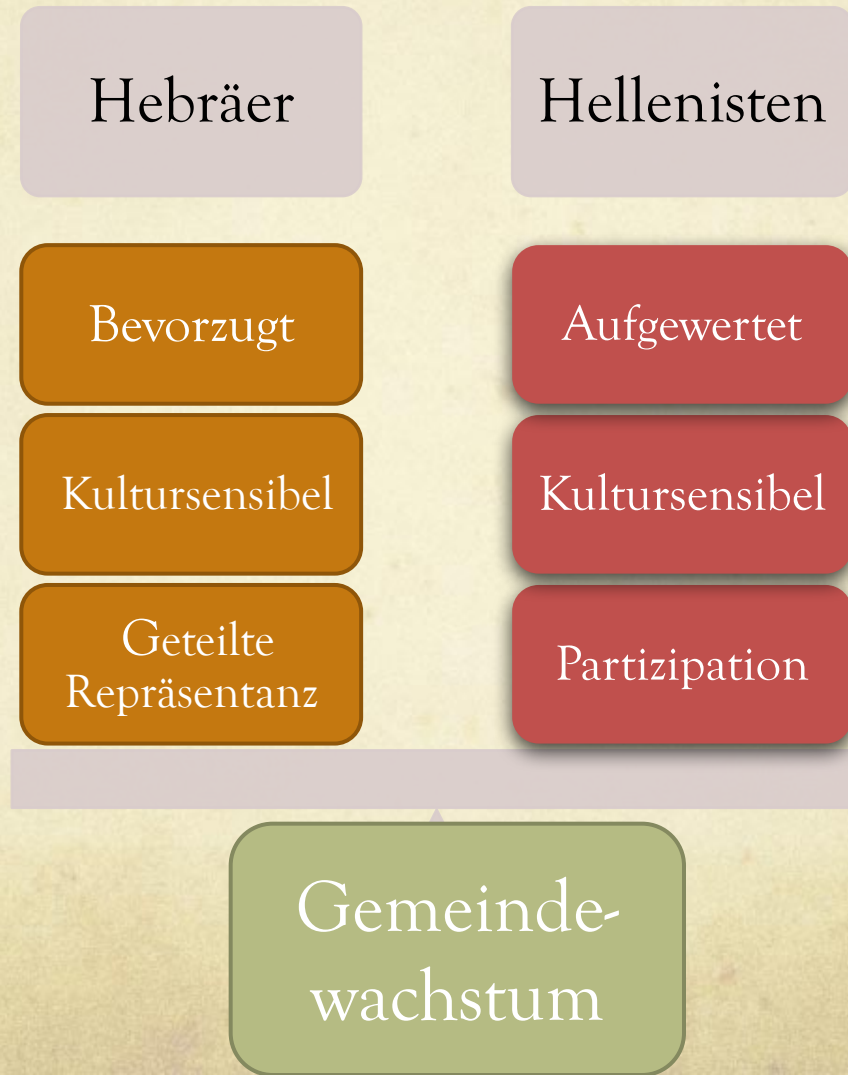 Hebräer
Hellenisten
Bevorzugt
Aufgewertet
Kultursensibel
Kultursensibel
Geteilte
Repräsentanz
Partizipation
Gemeinde-
wachstum